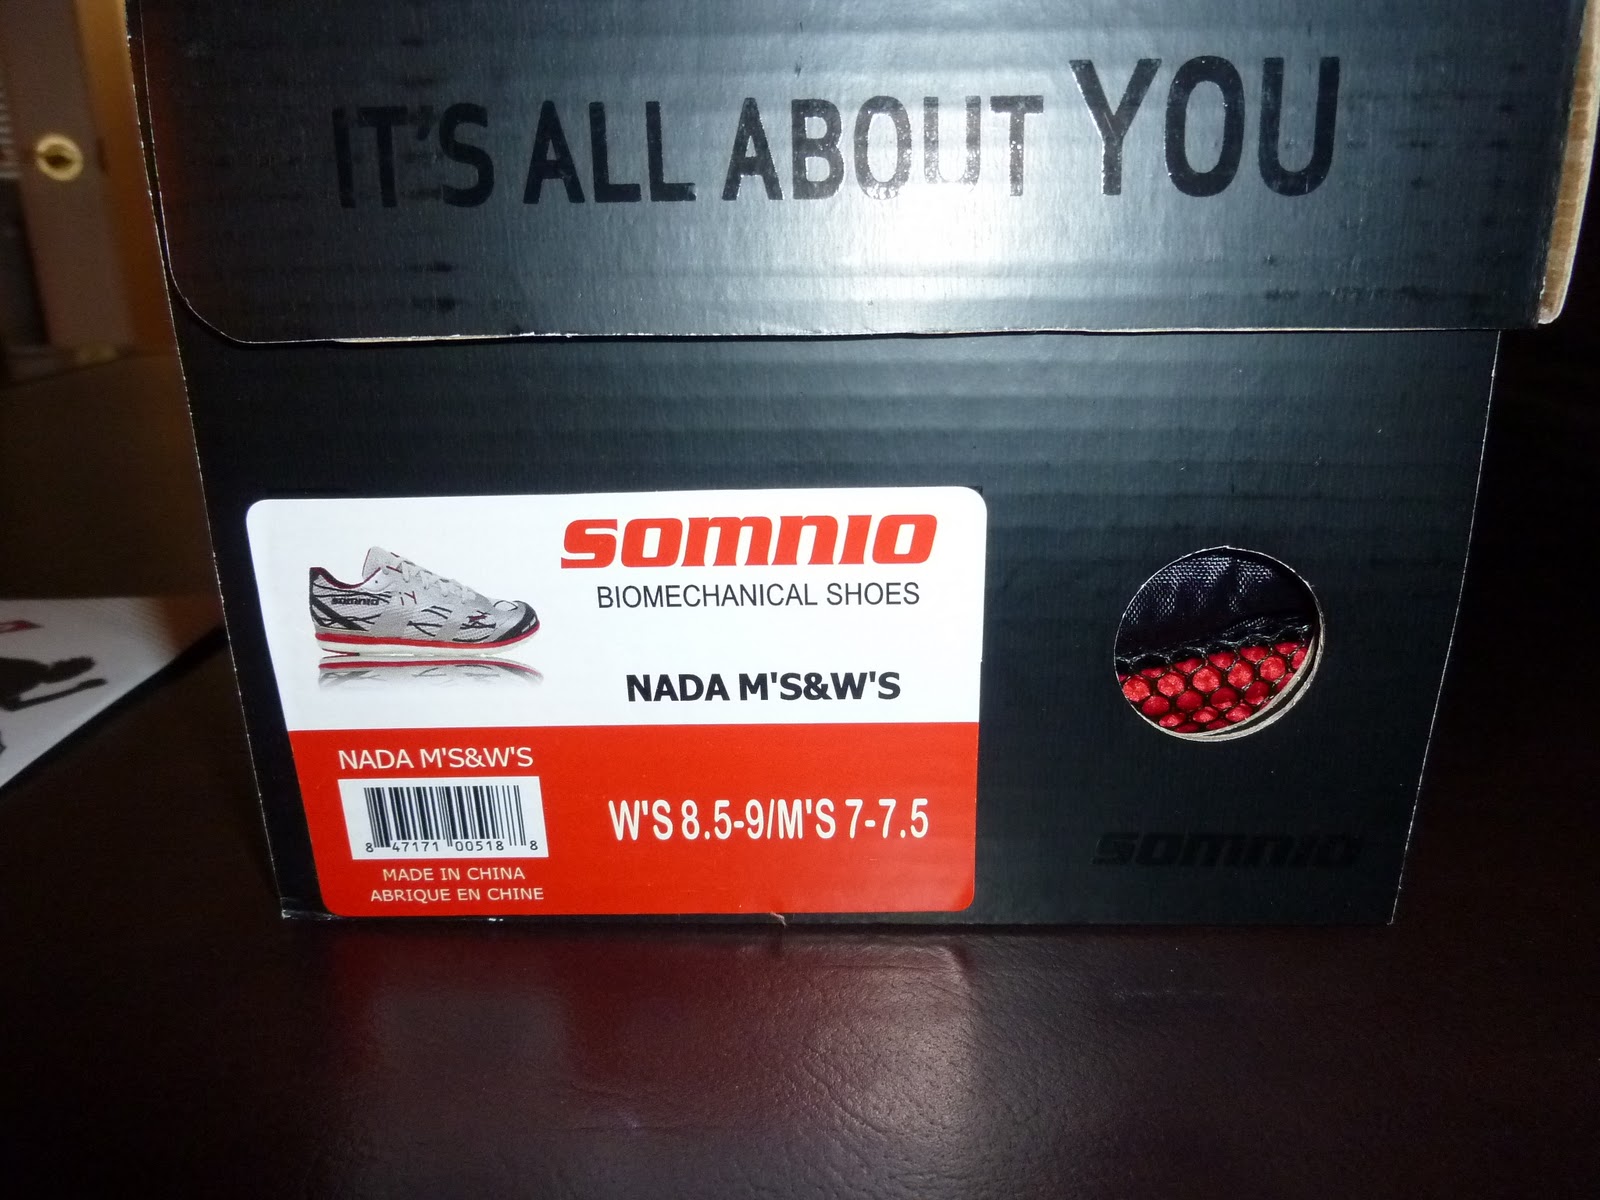 IT'S ALL ABOUT YOU
somnio
BIOMECHANICAL SHOES
somnio
NADA M'S&W'S
NADA M'S&W'S
W'S 8.5-9/M'S 7-7.5
8 47171 00518 8
MADE IN CHINA
ABRIQUE EN CHINE
somnio